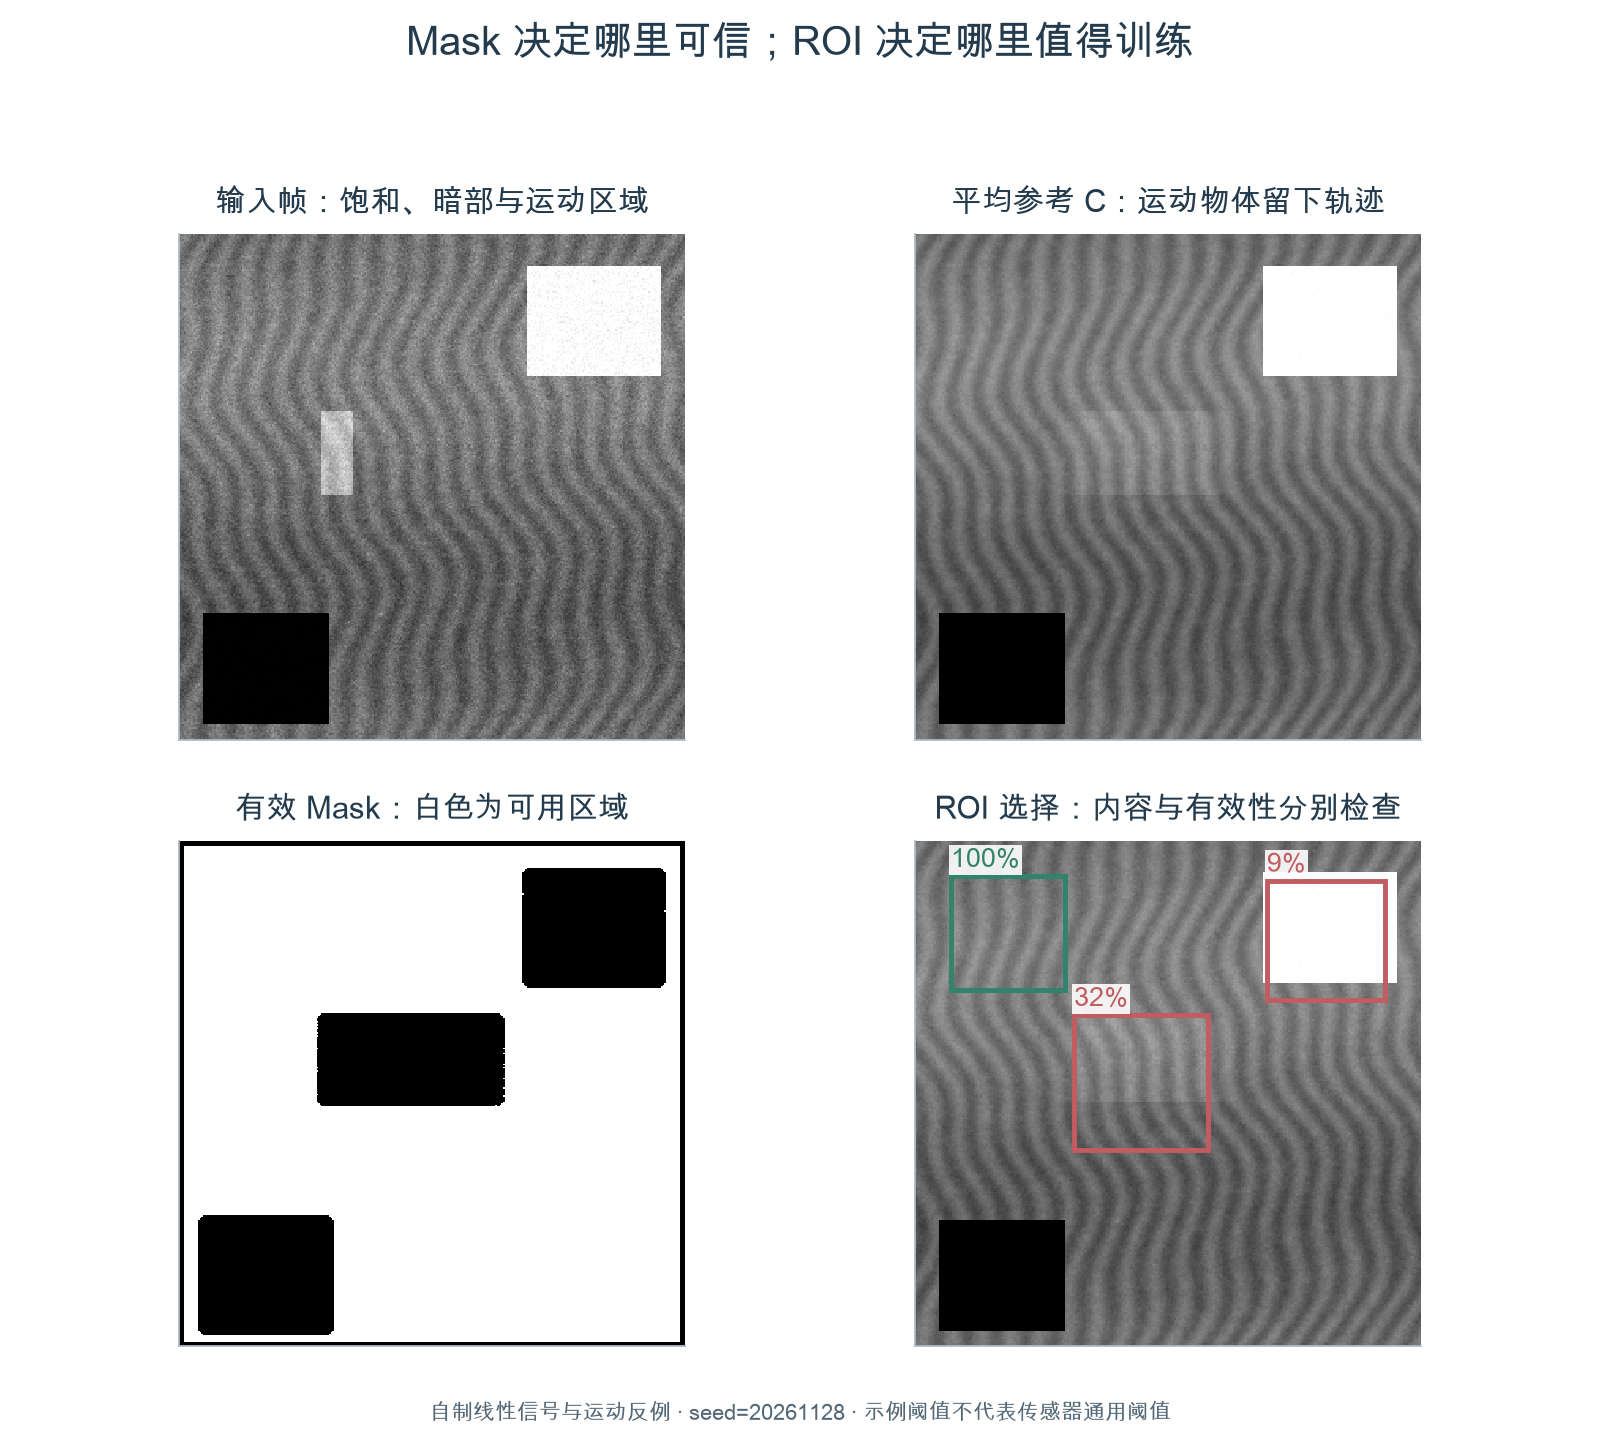 Mask 决定哪里可信；ROI 决定哪里值得训练
输入帧：饱和、暗部与运动区域
平均参考 C：运动物体留下轨迹
有效 Mask：白色为可用区域
ROI 选择：内容与有效性分别检查
100%
9%
32%
自制线性信号与运动反例 · seed=20261128 · 示例阈值不代表传感器通用阈值